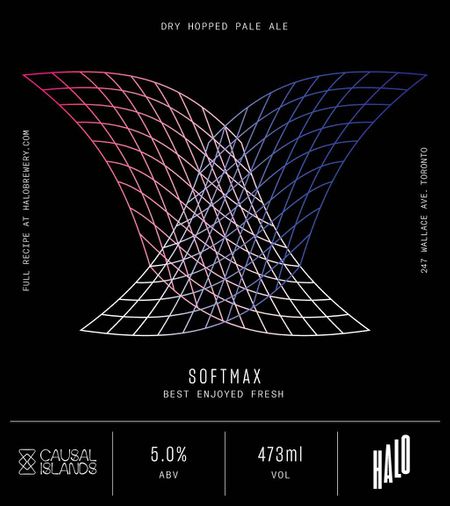 DRY HOPPED PALE ALE
FULL RECIPE AT HALOBREWERY.COM
247 WALLACE AVE. TORONTO
SOFTMAX
BEST ENJOYED FRESH
CAUSAL
ISLANDS
5.0%
ABV
473ml
VOL
HALO